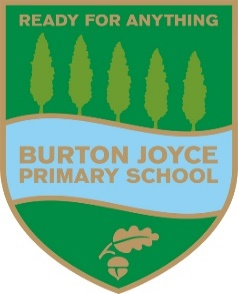 READY FOR ANYTHING
BURTON JOYCE
PRIMARY SCHOOL